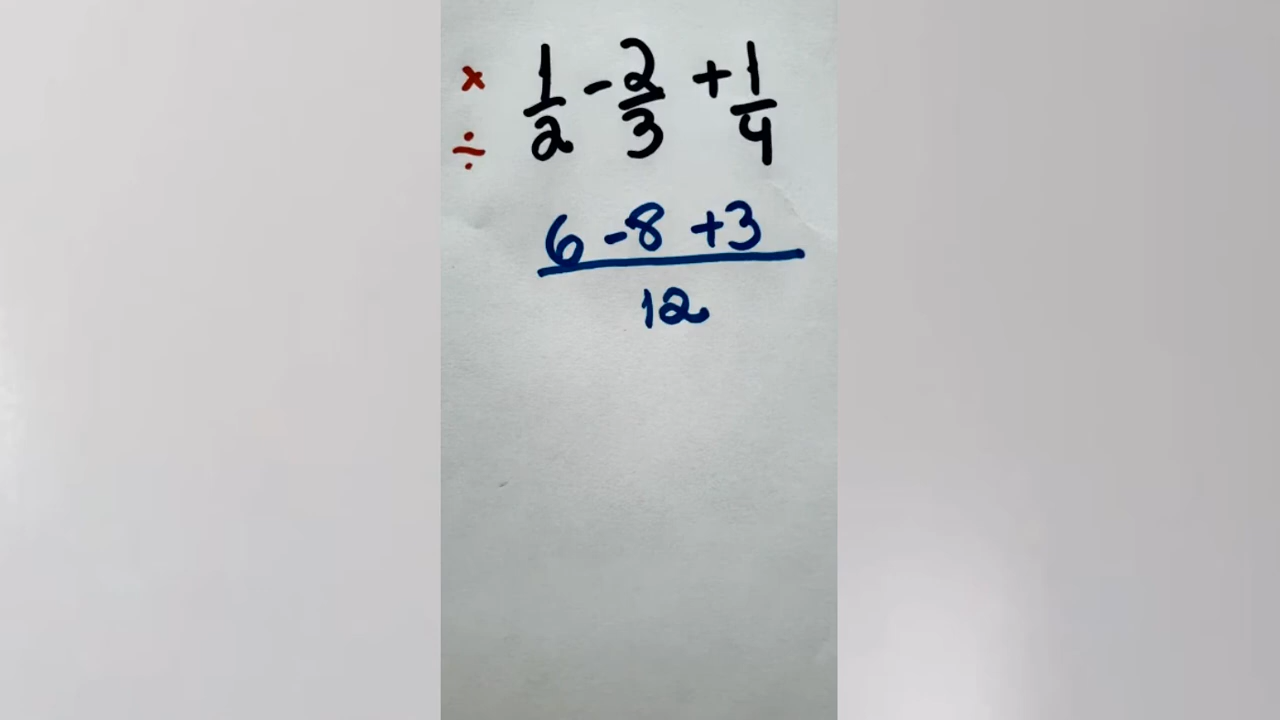 × 1/2 - 2/3 + 1/4
÷
6 - 8 + 3
12